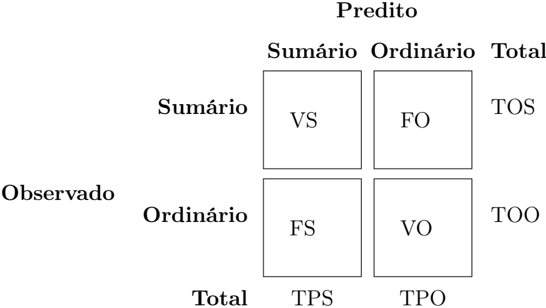 Predito
Sumário Ordinário Total
Sumário VS FO TOS
Observado
Ordinário FS VO TOO
Total TPS TPO